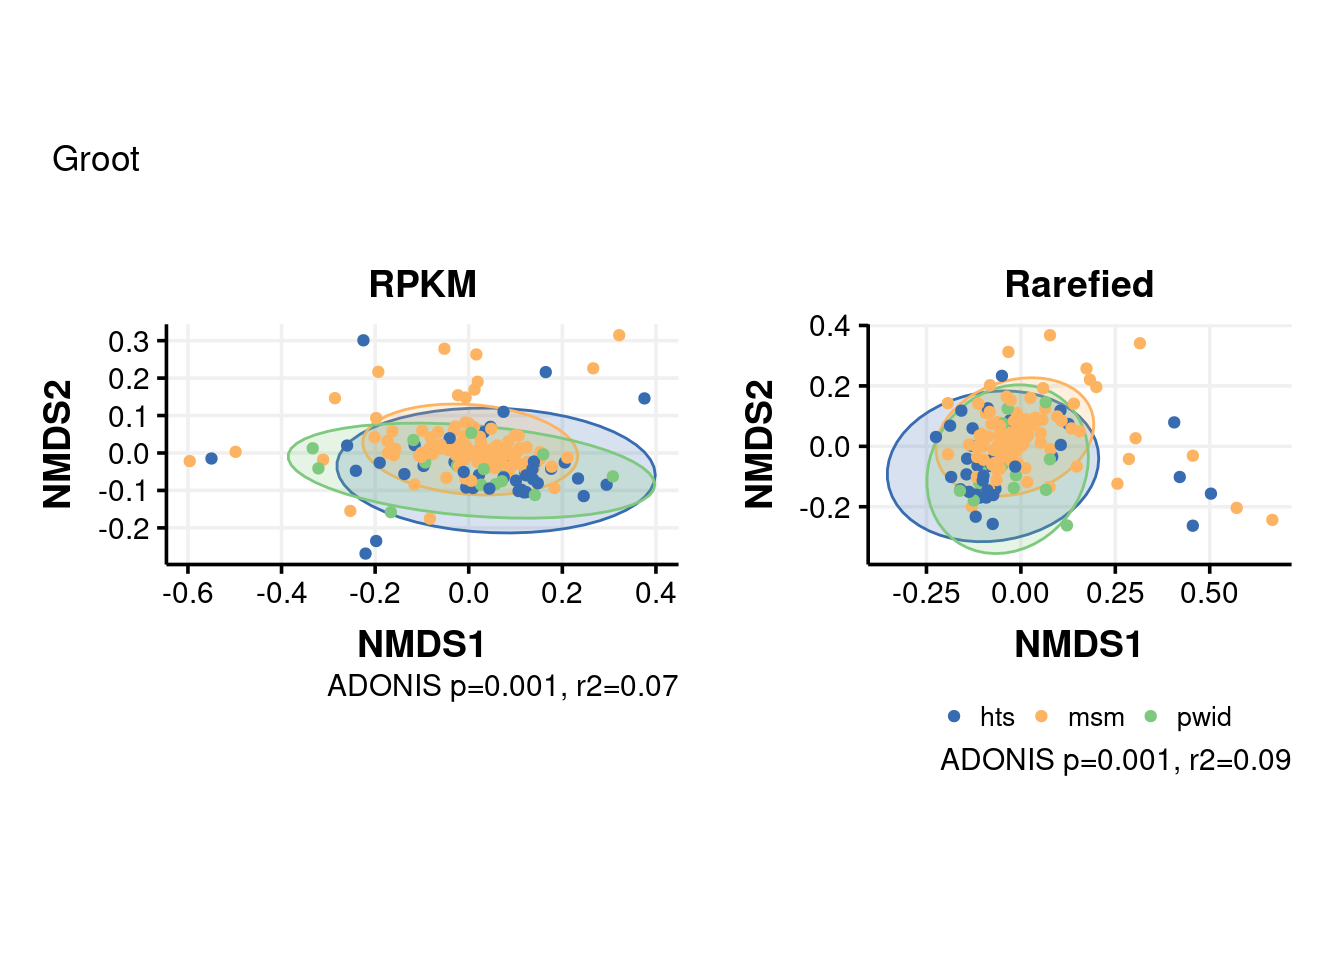 Groot
RPKM
NMDS2
0.3
0.2
0.1
0.0
-0.1
-0.2
-0.6 -0.4 -0.2 0.0 0.2 0.4
NMDS1
ADONIS p=0.001, r2=0.07
Rarefied
NMDS2
0.4
0.2
0.0
-0.2
-0.25 0.00 0.25 0.50
NMDS1
hts msm pwid
ADONIS p=0.001, r2=0.09